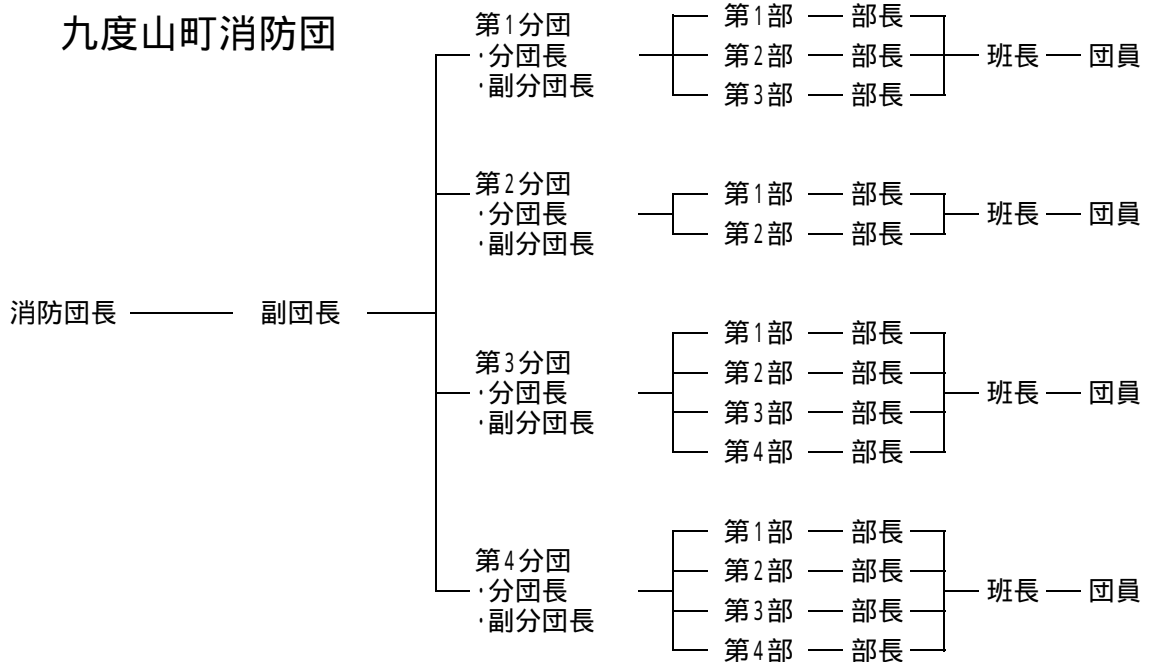 九度山町消防団
消防団長
副団長
第1分団
・分団長
・副分団長
第1部 部長
第2部 部長
第3部 部長
班長 団員
第2分団
・分団長
・副分団長
第1部 部長
第2部 部長
班長 団員
第3分団
・分団長
・副分団長
第1部 部長
第2部 部長
第3部 部長
第4部 部長
班長 団員
第4分団
・分団長
・副分団長
第1部 部長
第2部 部長
第3部 部長
第4部 部長
班長 団員